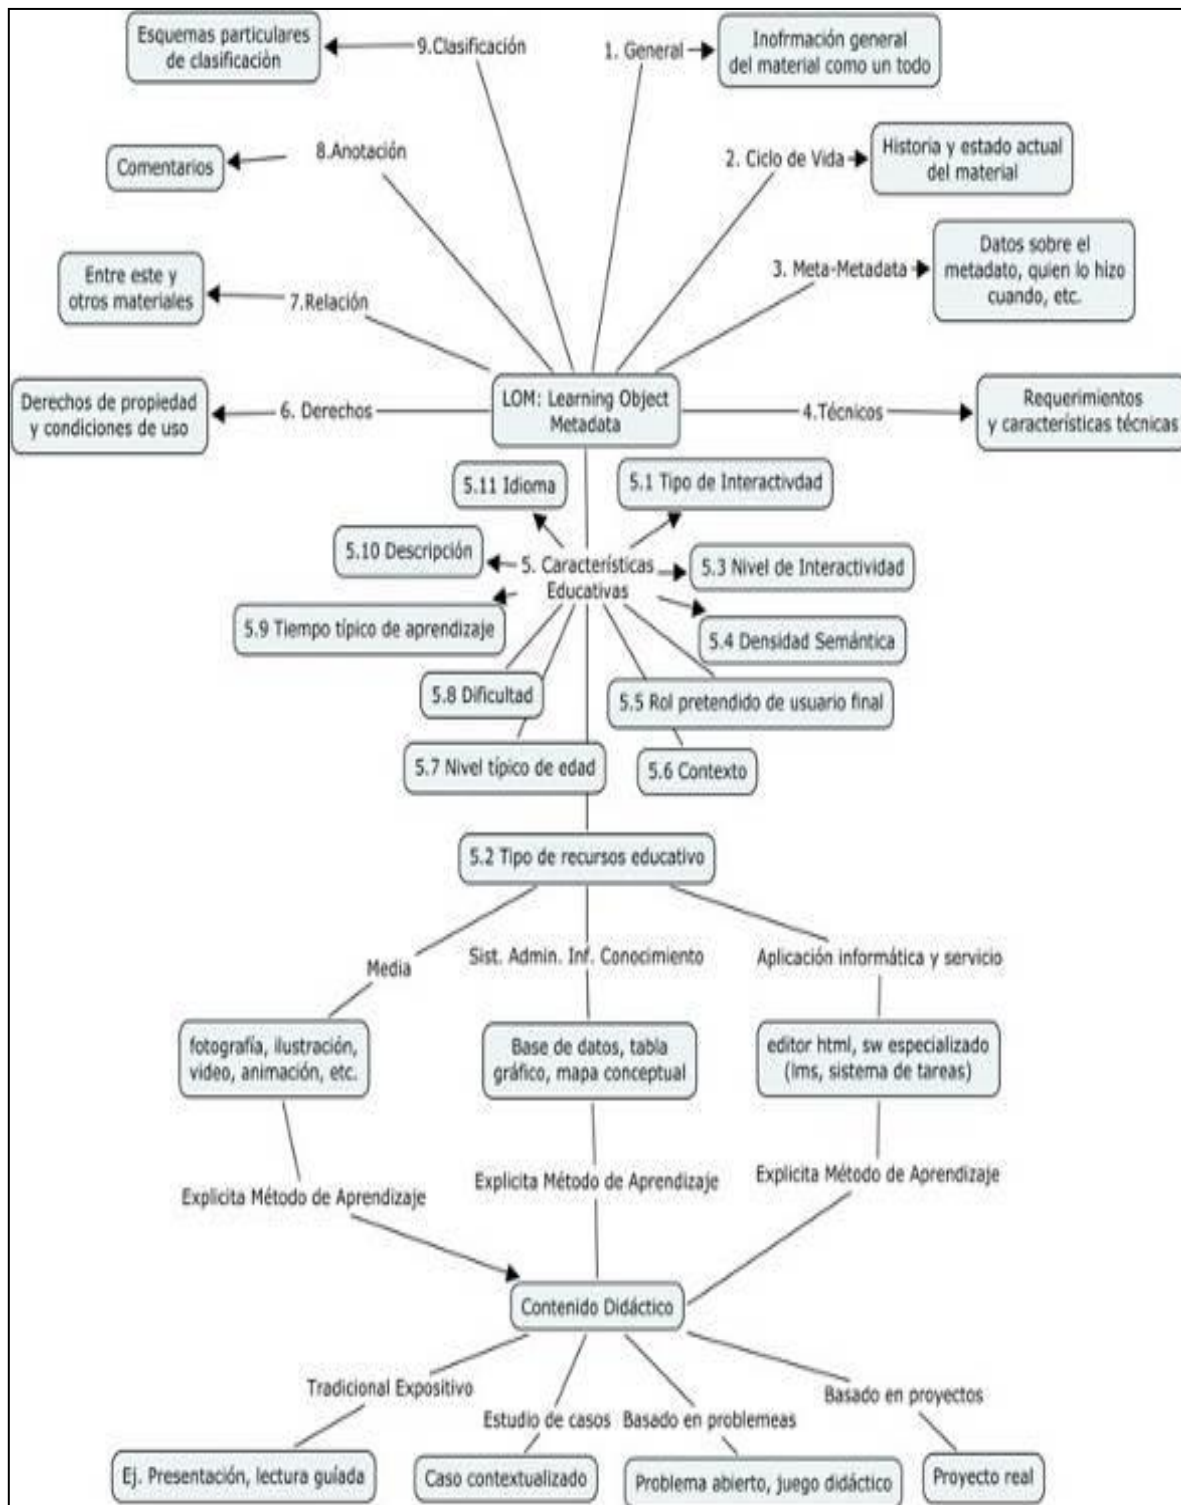 Esquemas particulares
de clasificación
9.Clasificación
1. General
Inofrmación general
del material como un todo
Comentarios
8.Anotación
2. Ciclo de Vida
Historia y estado actual
del material
Entre este y
otros materiales
7.Relación
3. Meta-Metadata
Datos sobre el
metadato, quien lo hizo
cuando, etc.
Derechos de propiedad
y condiciones de uso
6. Derechos
LOM: Learning Object
Metadata
4.Técnicos
Requerimientos
y características técnicas
5.11 Idioma
5.1 Tipo de Interactivdad
5.10 Descripción
5. Características
Educativas
5.3 Nivel de Interactividad
5.9 Tiempo típico de aprendizaje
5.4 Densidad Semántica
5.8 Dificultad
5.5 Rol pretendido de usuario final
5.7 Nivel típico de edad
5.6 Contexto
5.2 Tipo de recursos educativo
Media
Sist. Admin. Inf. Conocimiento
Aplicación informática y servicio
fotografía, ilustración,
video, animación, etc.
Base de datos, tabla
gráfico, mapa conceptual
editor html, sw especializado
(lms, sistema de tareas)
Explicita Método de Aprendizaje
Explicita Método de Aprendizaje
Explicita Método de Aprendizaje
Contenido Didáctico
Tradicional Expositivo
Estudio de casos
Basado en problemeas
Basado en proyectos
Ej. Presentación, lectura guíada
Caso contextualizado
Problema abierto, juego didáctico
Proyecto real